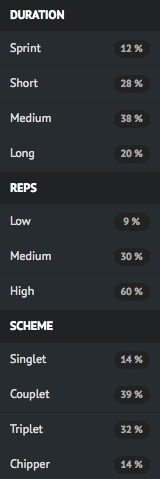 DURATION
Sprint 12 %
Short 28 %
Medium 38 %
Long 20 %
REPS
Low 9 %
Medium 30 %
High 60 %
SCHEME
Singlet 14 %
Couplet 39 %
Triplet 32 %
Chipper 14 %